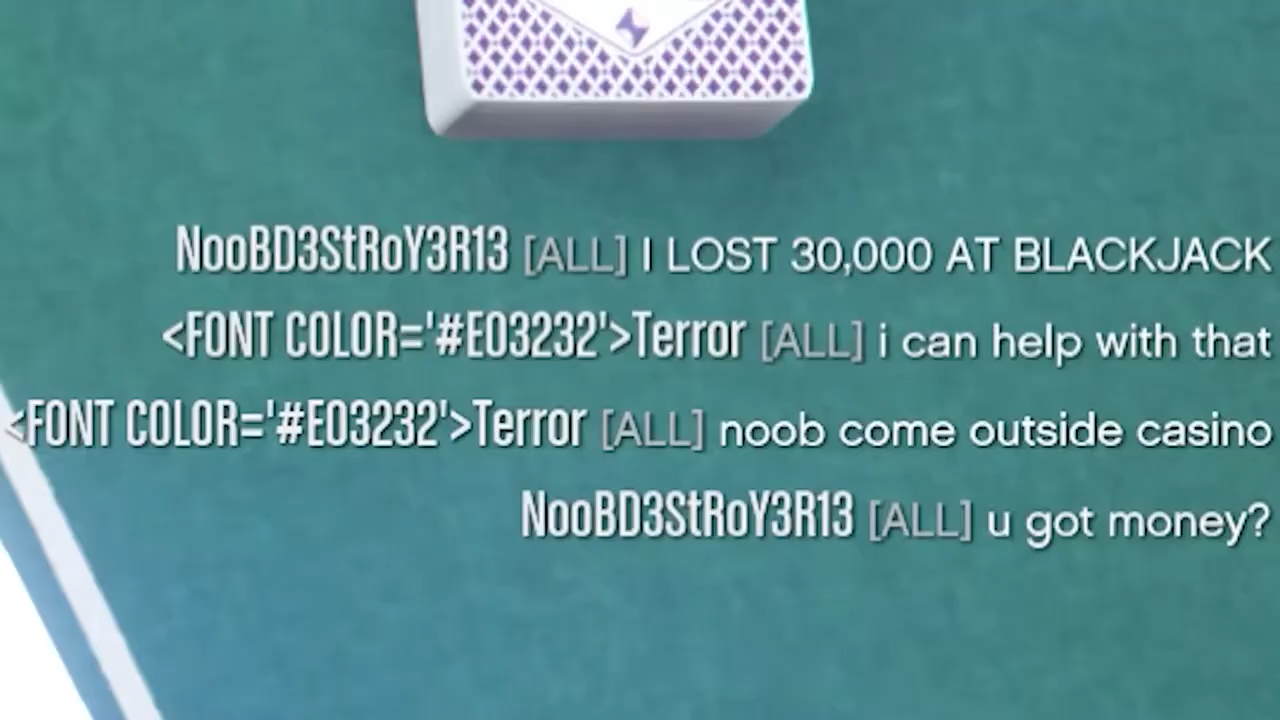 NooBD3StRoY3R13 [ALL] I LOST 30,000 AT BLACKJACK
<FONT COLOR='#E03232'>Terror [ALL] i can help with that
<FONT COLOR='#E03232'>Terror [ALL] noob come outside casino
NooBD3StRoY3R13 [ALL] u got money?